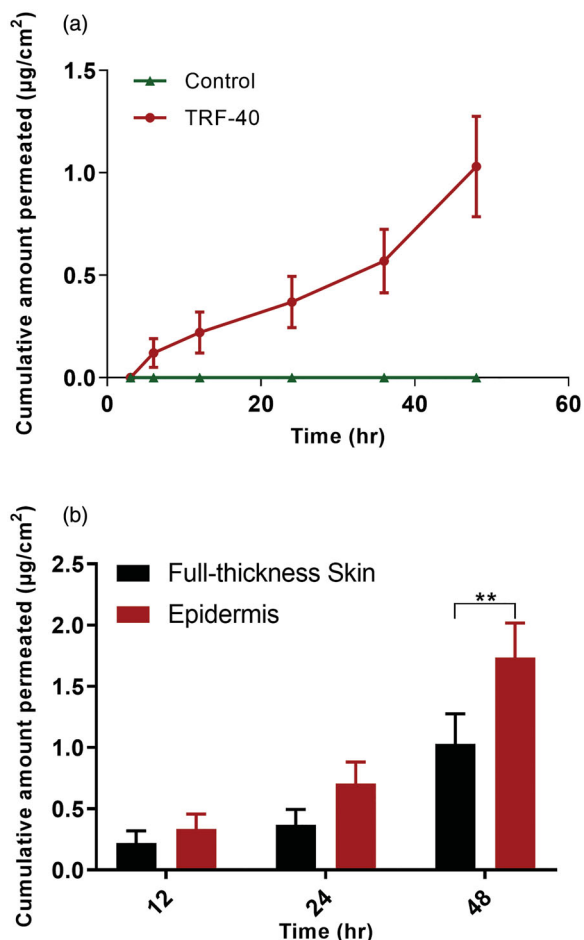 (a)
Cumulative amount permeated (µg/cm²)
1.5
1.0
0.5
0.0
Control
TRF-40
0
20
40
60
Time (hr)
(b)
Cumulative amount permeated (µg/cm²)
2.5
2.0
1.5
1.0
0.5
0.0
Full-thickness Skin
Epidermis
**
12
24
48
Time (hr)